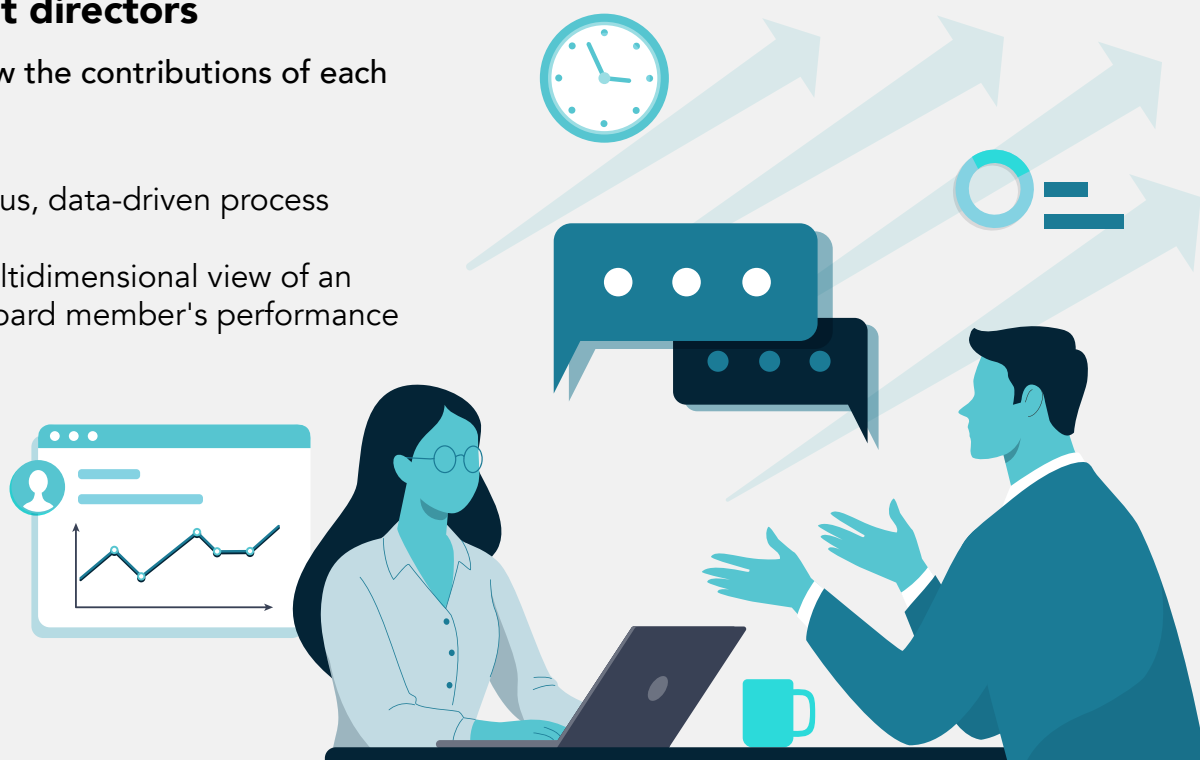 t directors
w the contributions of each
us, data-driven process
ltidimensional view of an
oard member's performance